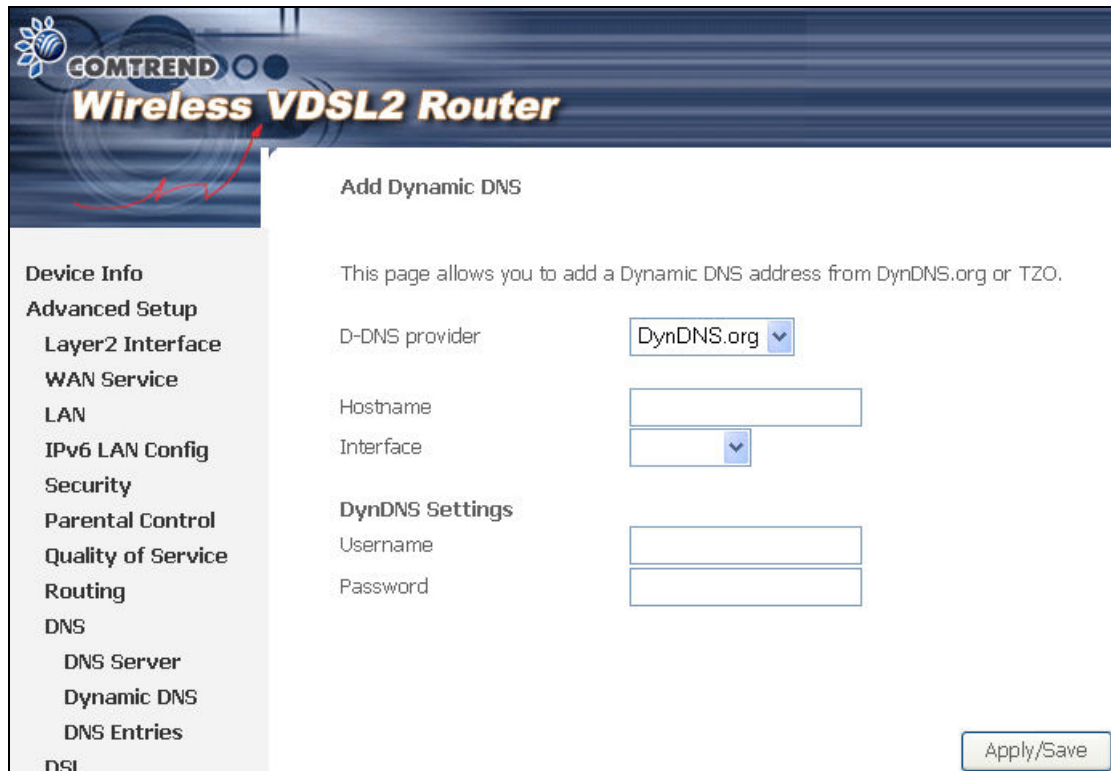 COMTREND
Wireless VDSL2 Router
Add Dynamic DNS
Device Info
Advanced Setup
Layer2 Interface
WAN Service
LAN
IPv6 LAN Config
Security
Parental Control
Quality of Service
Routing
DNS
DNS Server
Dynamic DNS
DNS Entries
DSL
This page allows you to add a Dynamic DNS address from DynDNS.org or TZO.
D-DNS provider DynDNS.org
Hostname
Interface
DynDNS Settings
Username
Password
Apply/Save